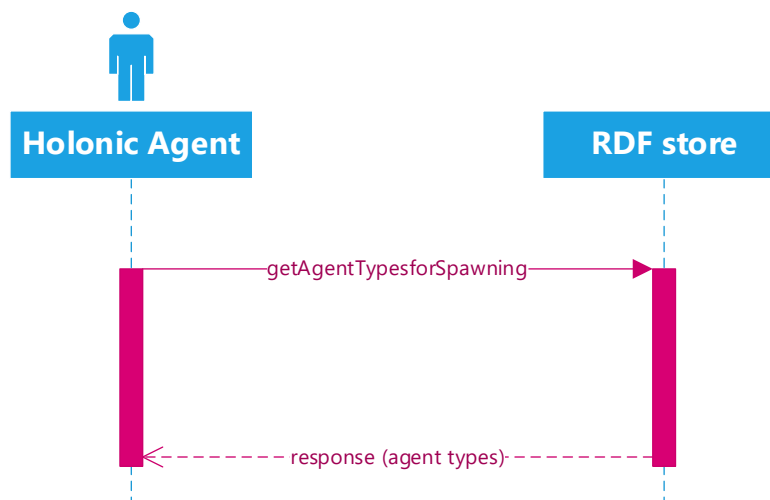 Holonic Agent
RDF store
getAgentTypesforSpawning
response (agent types)